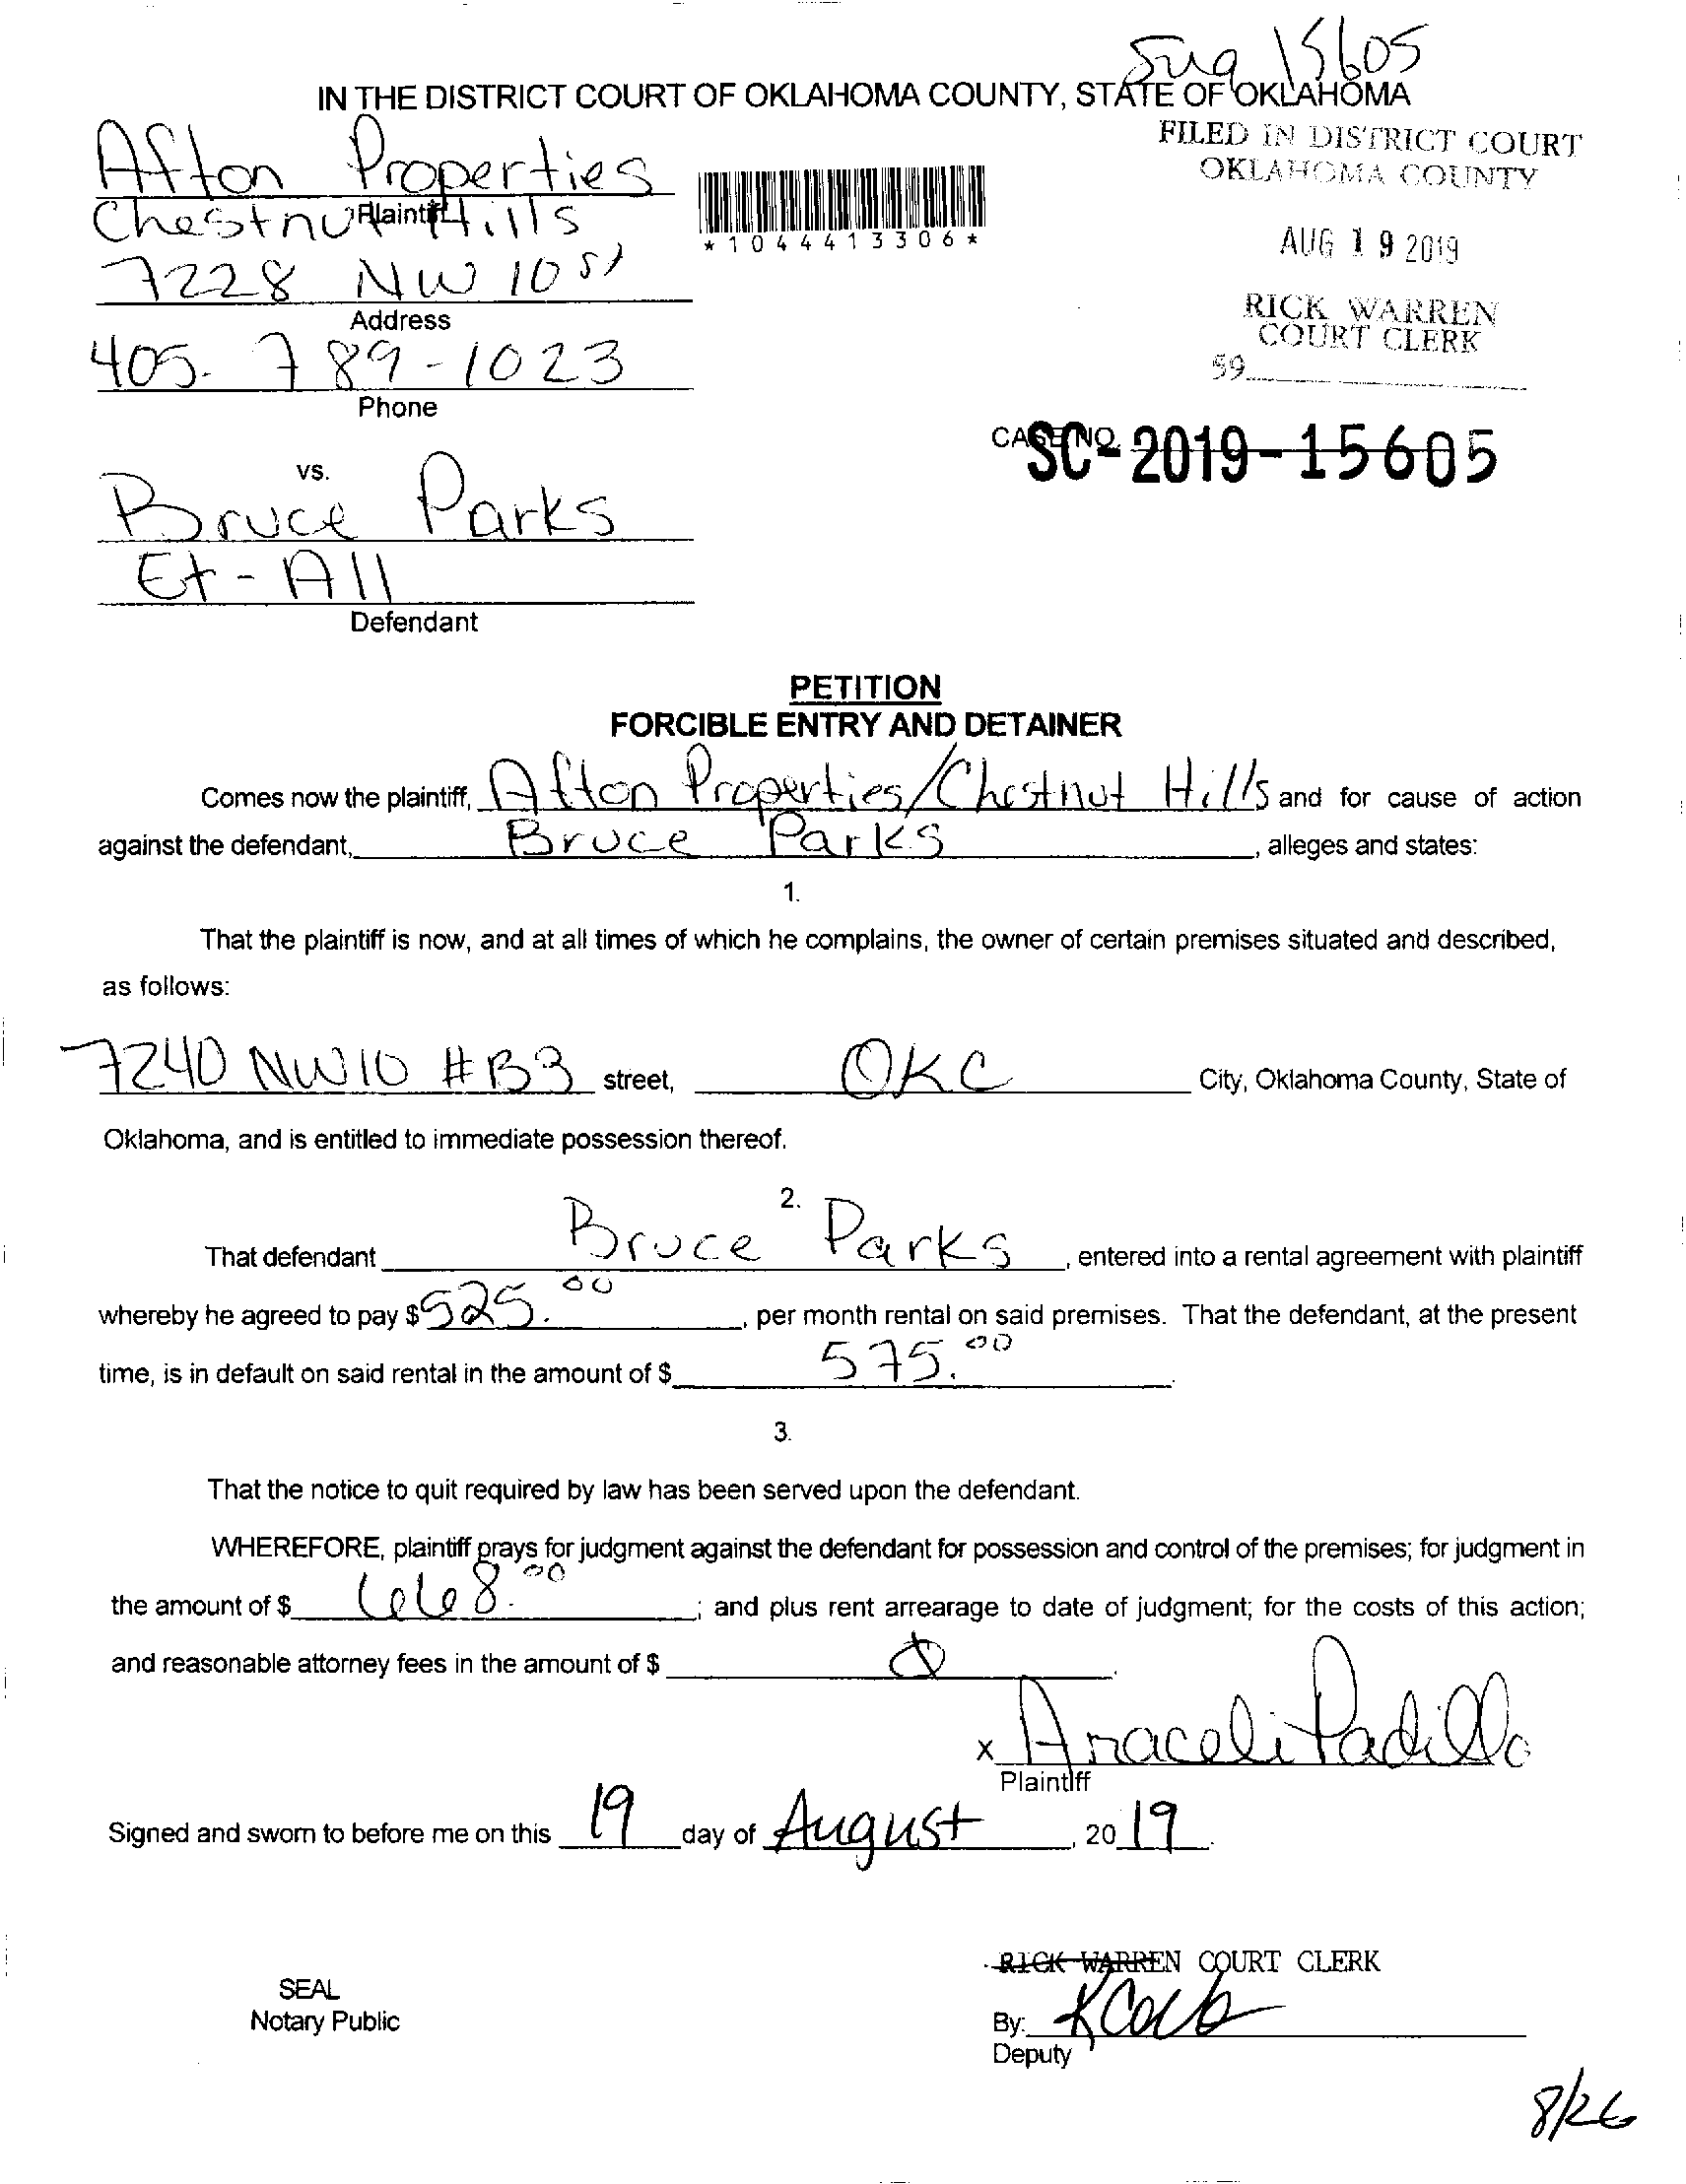 15605
IN THE DISTRICT COURT OF OKLAHOMA COUNTY, STATE OF OKLAHOMA
FILED IN DISTRICT COURT
OKLAHOMA COUNTY
AUG 19 2019
RICK WARREN
COURT CLERK
59
Afton Properties
Chestnut Hills
Plaintiff
*1044413306*
7228 NW 10 st
Address
405-789-1023
Phone
CASE NO. SC-2019-15605
vs.
Bruce Parks
Et-All
Defendant
PETITION
FORCIBLE ENTRY AND DETAINER
Comes now the plaintiff, Afton Properties/Chestnut Hills and for cause of action
against the defendant, Bruce Parks, alleges and states:
1.
That the plaintiff is now, and at all times of which he complains, the owner of certain premises situated and described,
as follows:
7240 NW 10 #B3 street, OKC City, Oklahoma County, State of
Oklahoma, and is entitled to immediate possession thereof.
2.
That defendant Bruce Parks, entered into a rental agreement with plaintiff
whereby he agreed to pay $525.00, per month rental on said premises. That the defendant, at the present
time, is in default on said rental in the amount of $ 575.00.
3.
That the notice to quit required by law has been served upon the defendant.
WHEREFORE, plaintiff prays for judgment against the defendant for possession and control of the premises; for judgment in
the amount of $ 668.00; and plus rent arrearage to date of judgment; for the costs of this action;
and reasonable attorney fees in the amount of $ 0.
x Araceli Padilla
Plaintiff
Signed and sworn to before me on this 19 day of August, 2019.
RICK WARREN COURT CLERK
SEAL
Notary Public
By:
Deputy
8/26